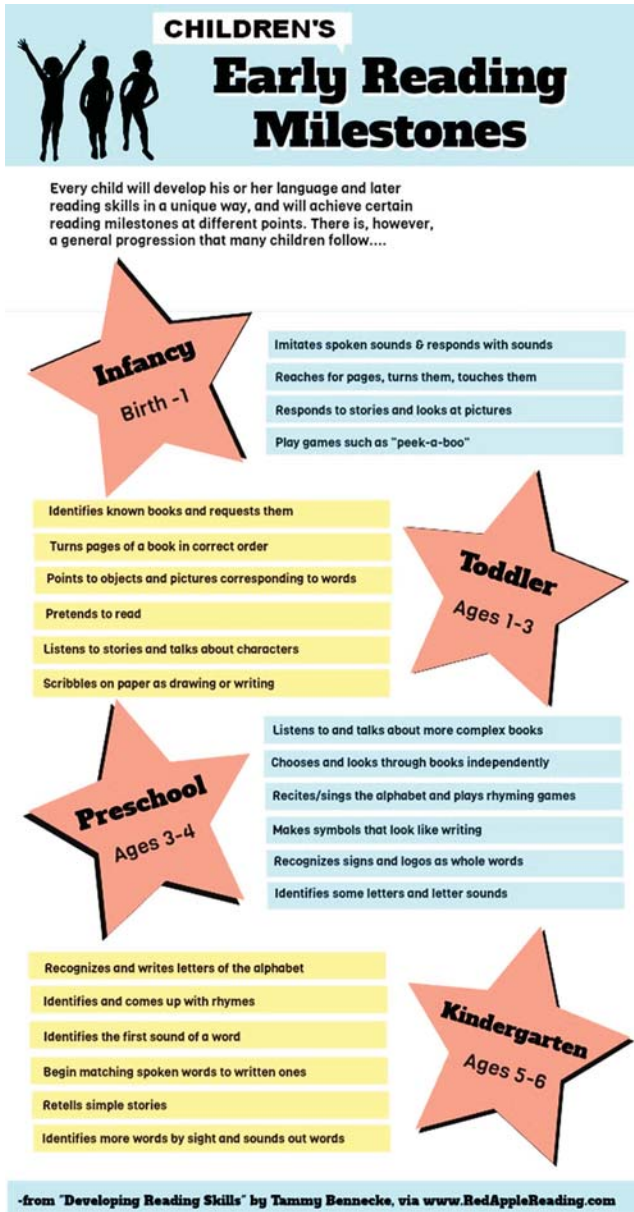 CHILDREN'S
Early Reading
Milestones
Every child will develop his or her language and later
reading skills in a unique way, and will achieve certain
reading milestones at different points. There is, however,
a general progression that many children follow....
Infancy
Birth -1
Imitates spoken sounds & responds with sounds
Reaches for pages, turns them, touches them
Responds to stories and looks at pictures
Play games such as "peek-a-boo"
Toddler
Ages 1-3
Identifies known books and requests them
Turns pages of a book in correct order
Points to objects and pictures corresponding to words
Pretends to read
Listens to stories and talks about characters
Scribbles on paper as drawing or writing
Preschool
Ages 3-4
Listens to and talks about more complex books
Chooses and looks through books independently
Recites/sings the alphabet and plays rhyming games
Makes symbols that look like writing
Recognizes signs and logos as whole words
Identifies some letters and letter sounds
Kindergarten
Ages 5-6
Recognizes and writes letters of the alphabet
Identifies and comes up with rhymes
Identifies the first sound of a word
Begin matching spoken words to written ones
Retells simple stories
Identifies more words by sight and sounds out words
-from "Developing Reading Skills" by Tammy Bennecke, via www.RedAppleReading.com